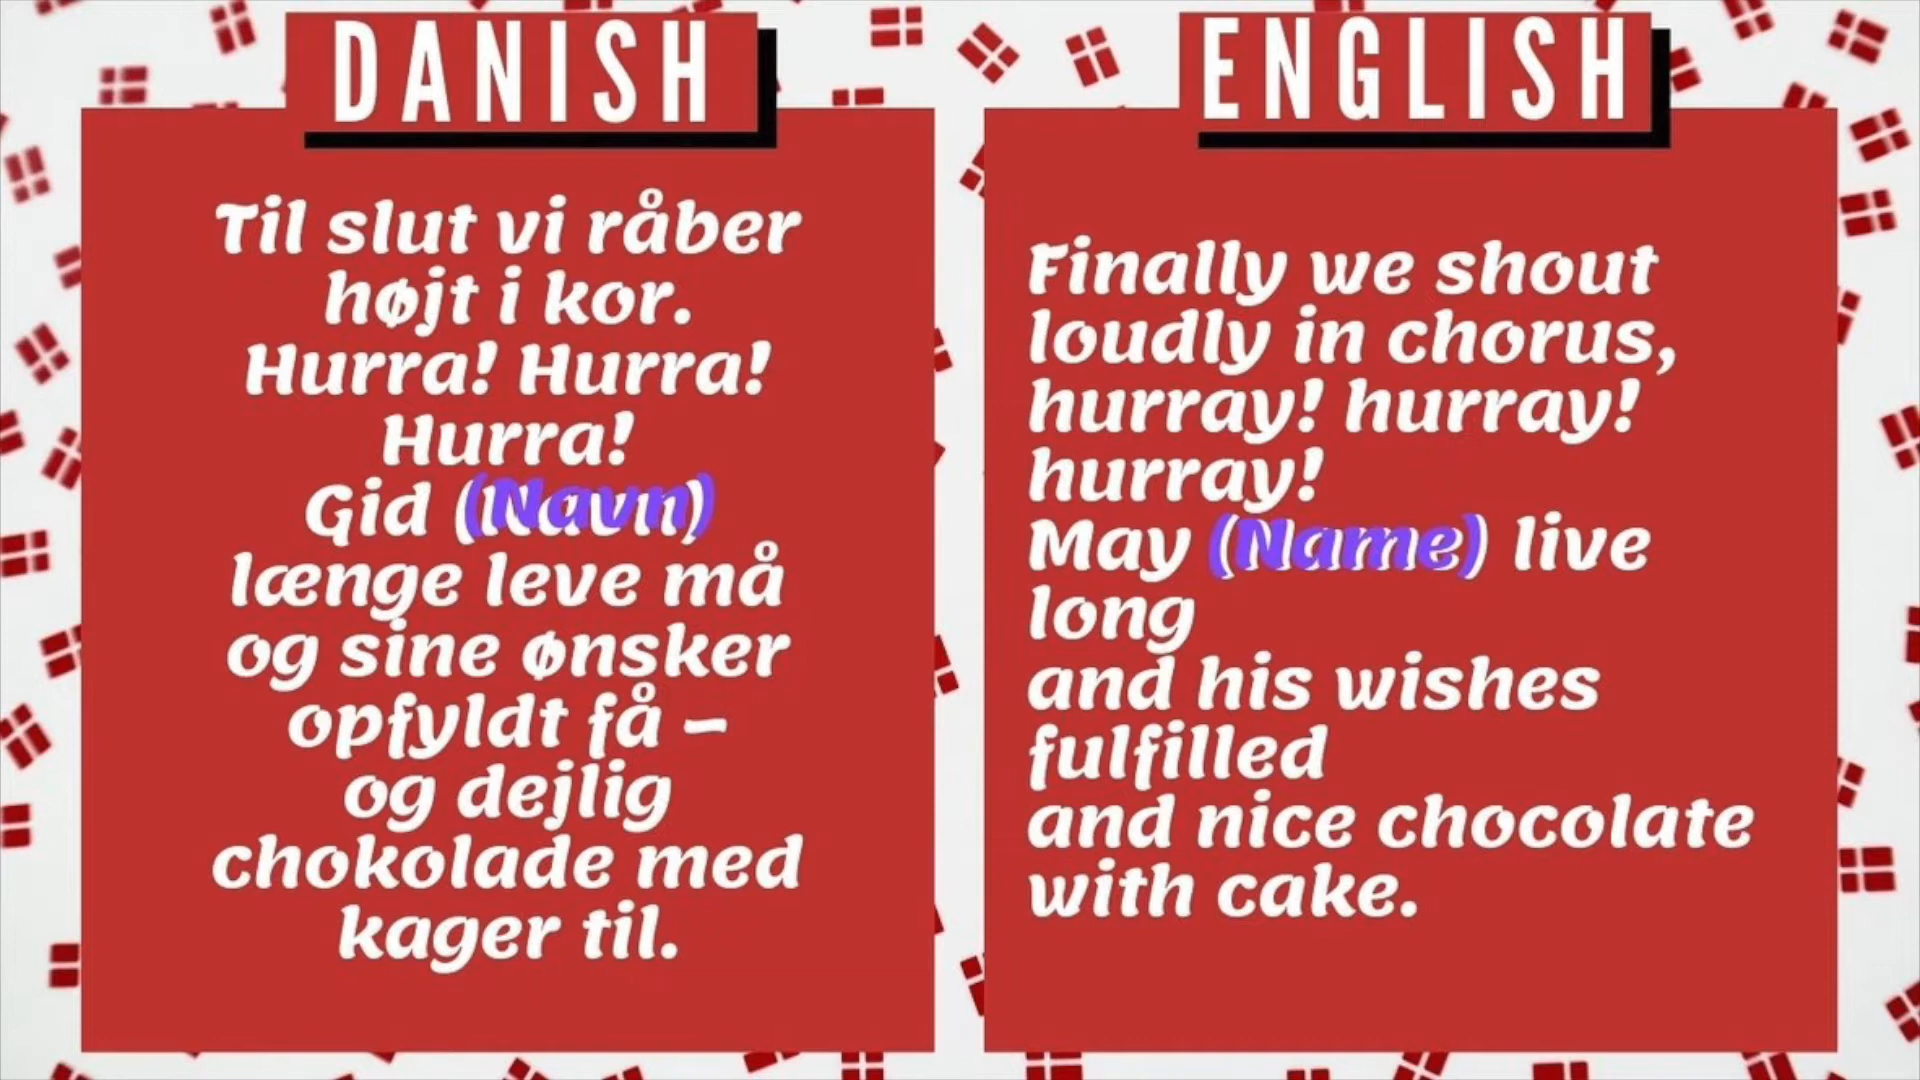 DANISH
Til slut vi råber
højt i kor.
Hurra! Hurra!
Hurra!
Gid (Navn)
længe leve må
og sine ønsker
opfyldt få –
og dejlig
chokolade med
kager til.
ENGLISH
Finally we shout
loudly in chorus,
hurray! hurray!
hurray!
May (Name) live
long
and his wishes
fulfilled
and nice chocolate
with cake.